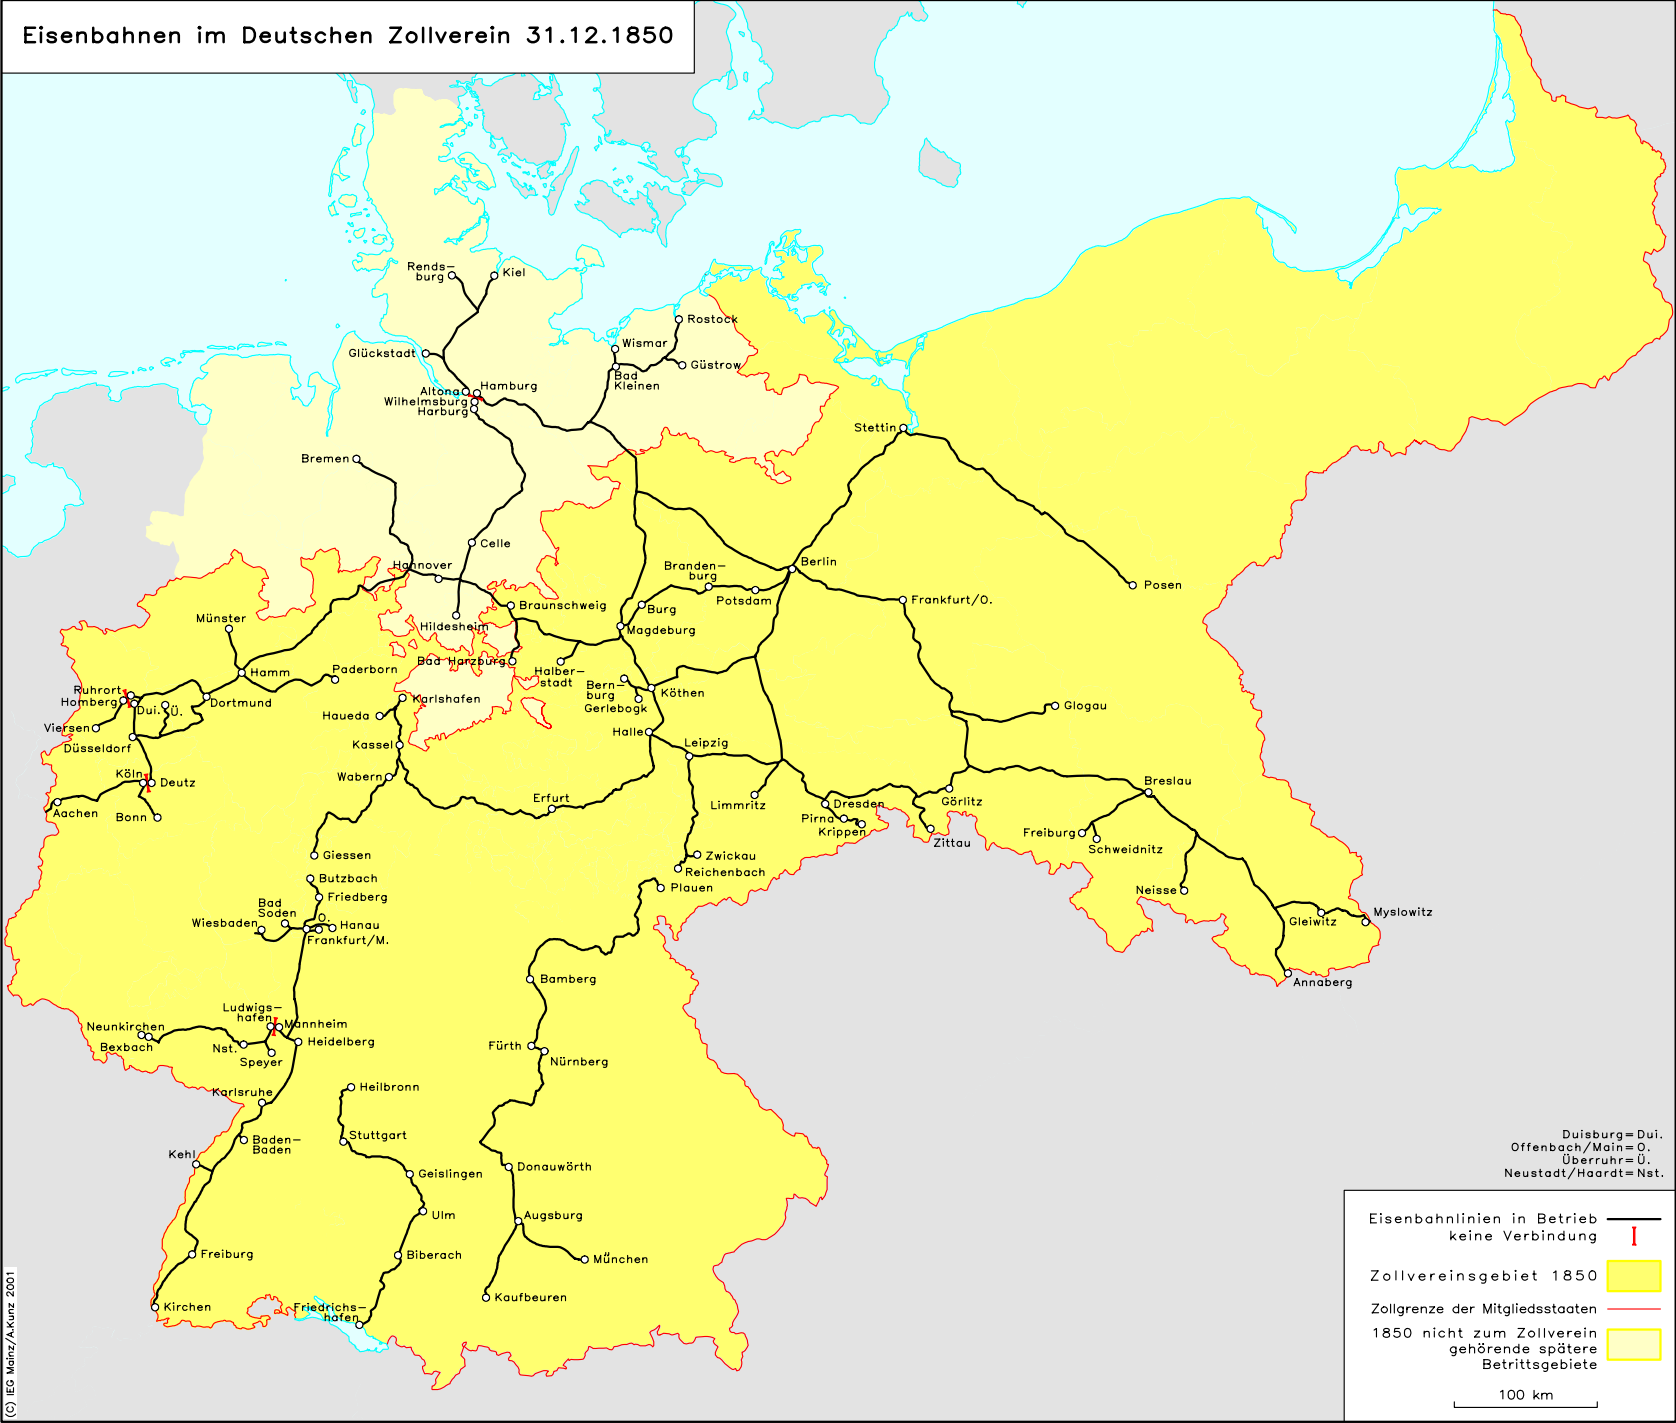 Eisenbahnen im Deutschen Zollverein 31.12.1850
Rends-
burg
Kiel
Rostock
Wismar
Glückstadt
Güstrow
Bad
Kleinen
Hamburg
Altona
Wilhelmsburg
Harburg
Stettin
Bremen
Celle
Hannover
Berlin
Branden-
burg
Posen
Potsdam
Frankfurt/O.
Braunschweig
Burg
Münster
Hildesheim
Magdeburg
Bad Harzburg
Halber-
stadt
Paderborn
Hamm
Bern-
burg
Köthen
Gerlebogk
Ruhrort
Homberg
Dui.
Ü.
Dortmund
Karlshafen
Haueda
Glogau
Viersen
Düsseldorf
Halle
Kassel
Leipzig
Köln
Deutz
Wabern
Breslau
Erfurt
Limmritz
Dresden
Görlitz
Aachen
Bonn
Pirna
Krippen
Freiburg
Zittau
Schweidnitz
Giessen
Zwickau
Reichenbach
Butzbach
Plauen
Neisse
Friedberg
Bad
Soden
O.
Wiesbaden
Hanau
Frankfurt/M.
Gleiwitz
Myslowitz
Bamberg
Annaberg
Ludwigs-
hafen
Mannheim
Neunkirchen
Bexbach
Nst.
Heidelberg
Speyer
Fürth
Nürnberg
Karlsruhe
Heilbronn
Baden-
Baden
Stuttgart
Kehl
Geislingen
Donauwörth
Ulm
Augsburg
Freiburg
Biberach
München
Kaufbeuren
Kirchen
Friedrichs-
hafen
Duisburg=Dui.
Offenbach/Main=O.
Überruhr=Ü.
Neustadt/Haardt=Nst.
Eisenbahnlinien in Betrieb
keine Verbindung
Zollvereinsgebiet 1850
Zollgrenze der Mitgliedsstaaten
1850 nicht zum Zollverein
gehörende spätere
Betrittsgebiete
100 km
(C) IEG Mainz/A.Kunz 2001